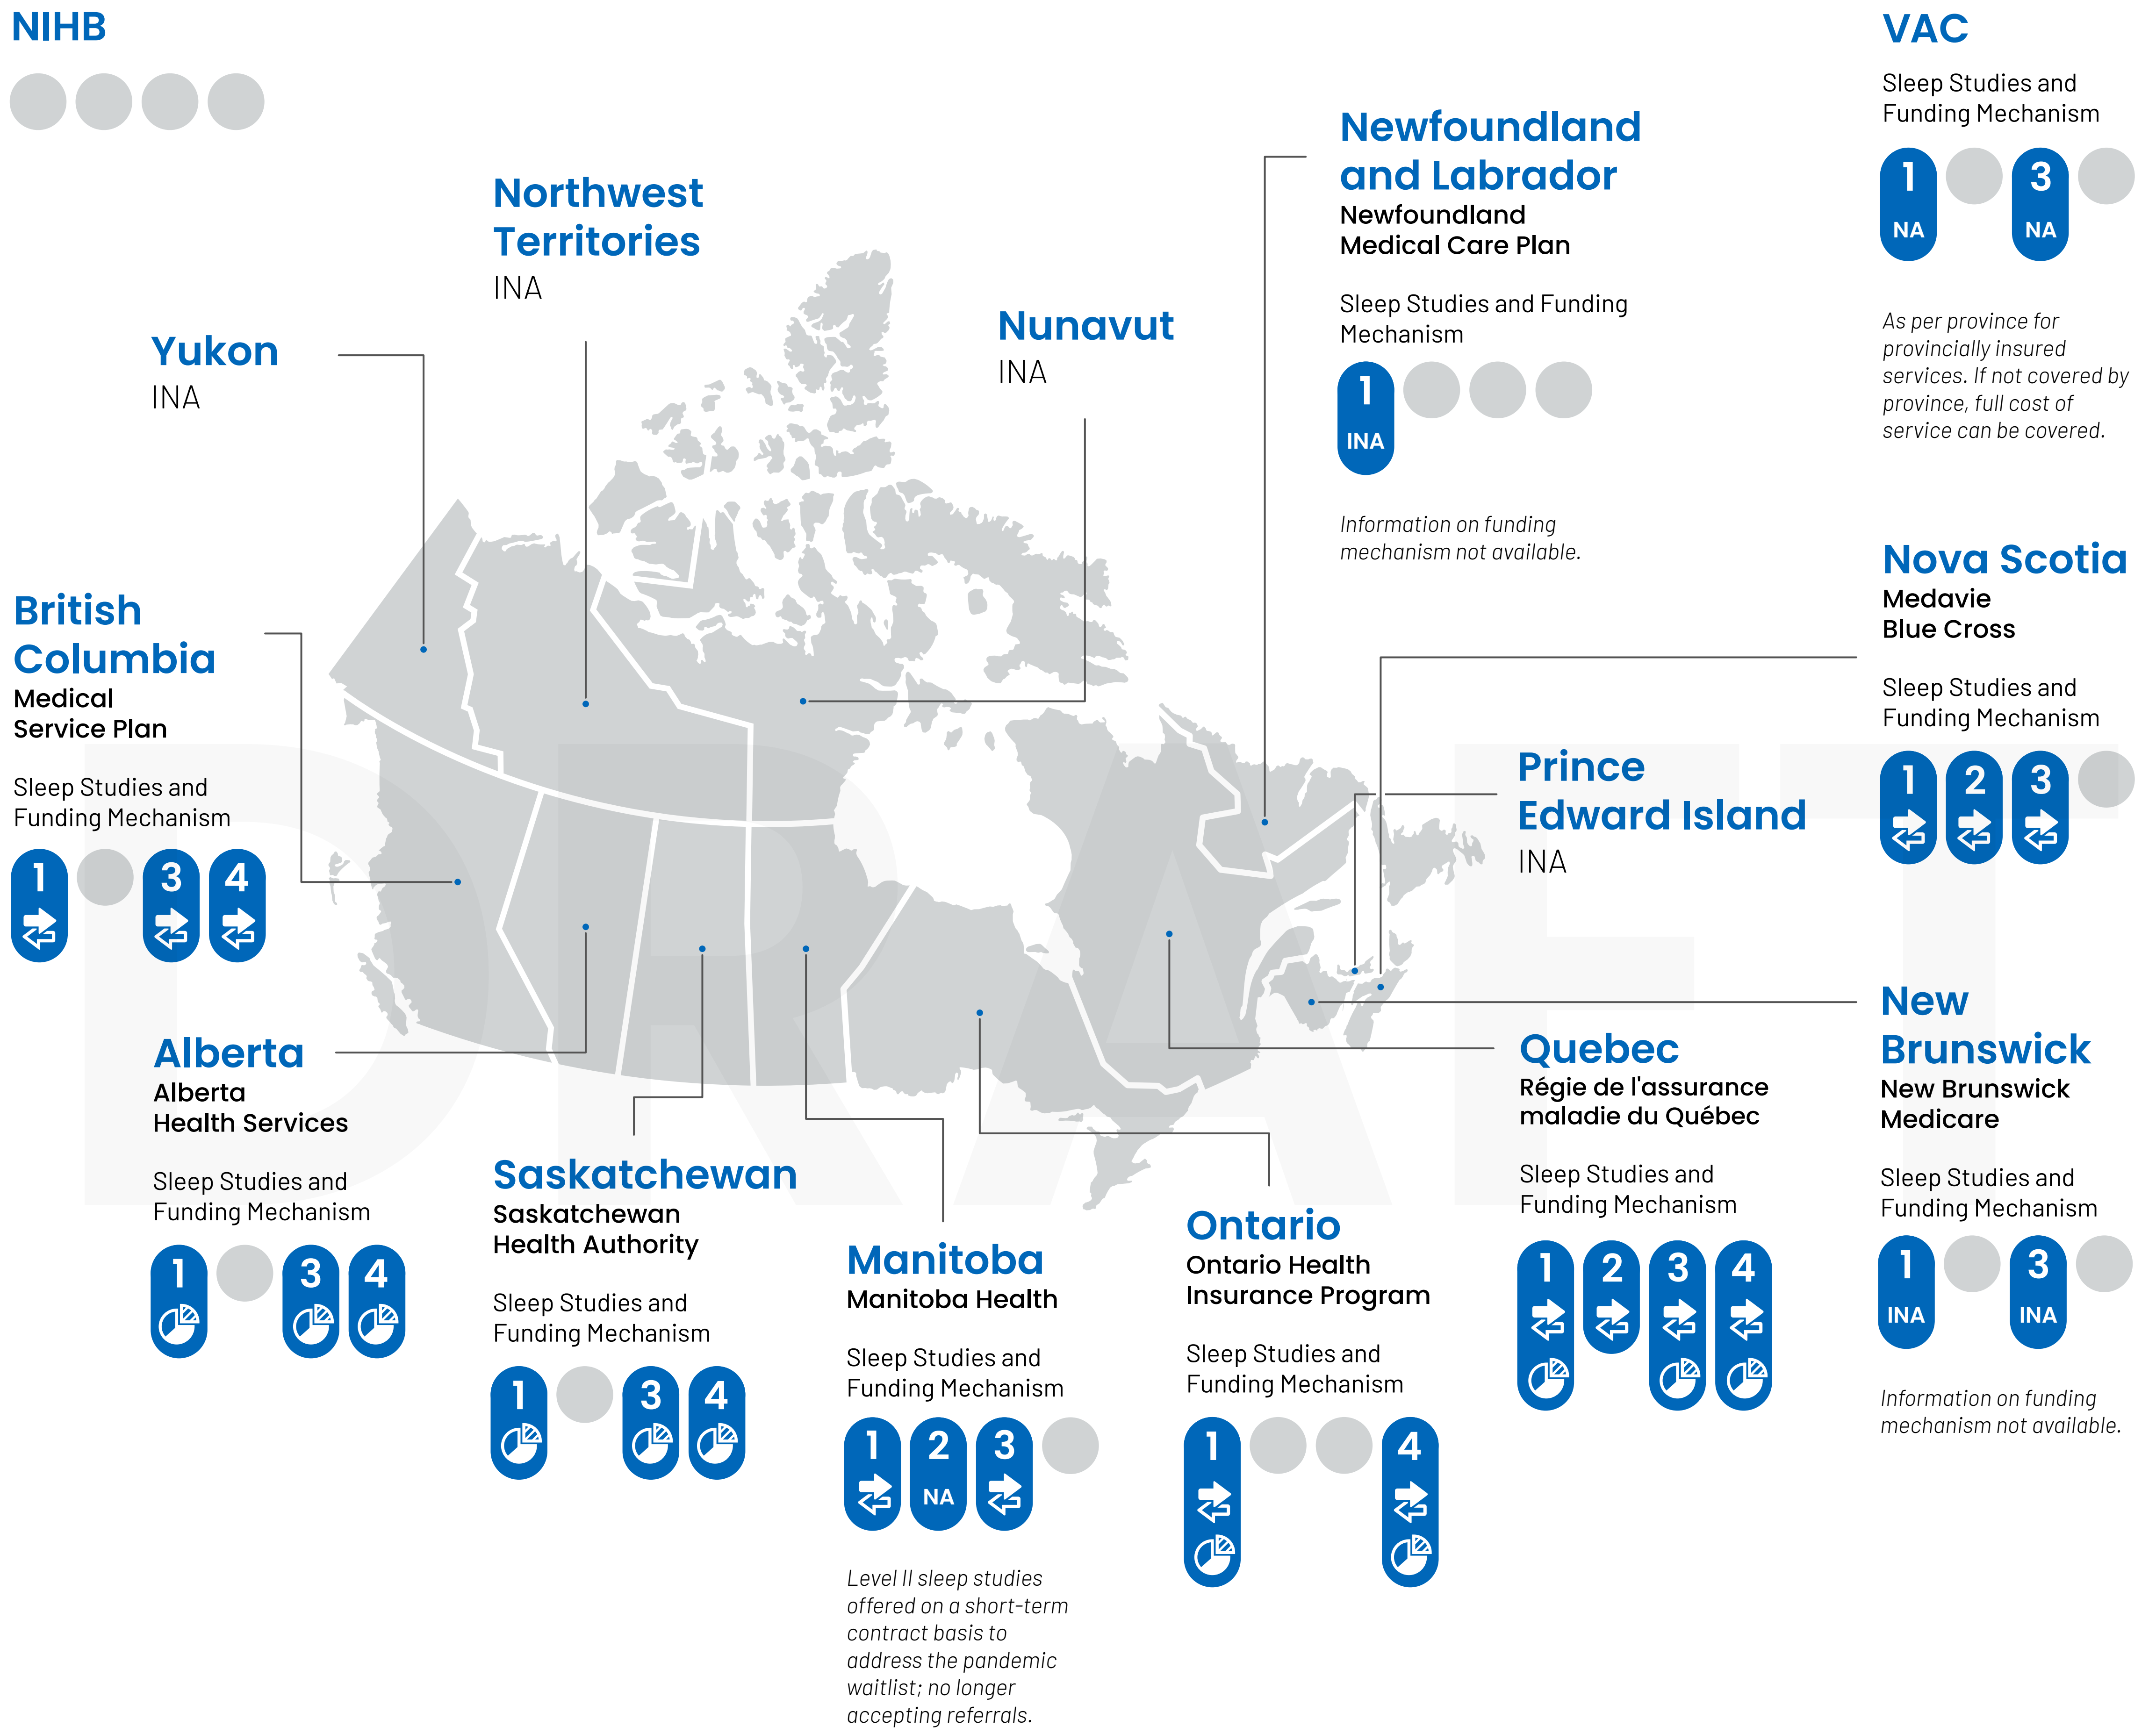 NIHB
VAC
Sleep Studies and
Funding Mechanism
1
3
NA
NA
As per province for
provincially insured
services. If not covered by
province, full cost of
service can be covered.
Newfoundland
and Labrador
Newfoundland
Medical Care Plan
Sleep Studies and Funding
Mechanism
1
INA
Information on funding
mechanism not available.
Northwest
Territories
INA
Nunavut
INA
Yukon
INA
British
Columbia
Medical
Service Plan
Sleep Studies and
Funding Mechanism
1 3 4
Nova Scotia
Medavie
Blue Cross
Sleep Studies and
Funding Mechanism
1 2 3
Prince
Edward Island
INA
DRAFT
Alberta
Alberta
Health Services
Sleep Studies and
Funding Mechanism
1 3 4
Saskatchewan
Saskatchewan
Health Authority
Sleep Studies and
Funding Mechanism
1 3 4
Manitoba
Manitoba Health
Sleep Studies and
Funding Mechanism
1 2 3
NA
Level II sleep studies
offered on a short-term
contract basis to
address the pandemic
waitlist; no longer
accepting referrals.
Ontario
Ontario Health
Insurance Program
Sleep Studies and
Funding Mechanism
1 4
Quebec
Régie de l'assurance
maladie du Québec
Sleep Studies and
Funding Mechanism
1 2 3 4
New
Brunswick
New Brunswick
Medicare
Sleep Studies and
Funding Mechanism
1 3
INA INA
Information on funding
mechanism not available.